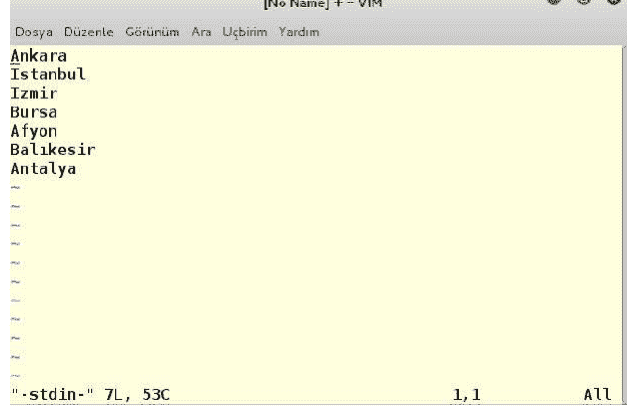 [No Name] + - VIM
Dosya Düzenle Görünüm Ara Uçbirim Yardım
Ankara
Istanbul
Izmir
Bursa
Afyon
Balıkesir
Antalya
~
~
~
~
~
~
~
~
~
~
~
"-stdin-" 7L, 53C 1,1 All